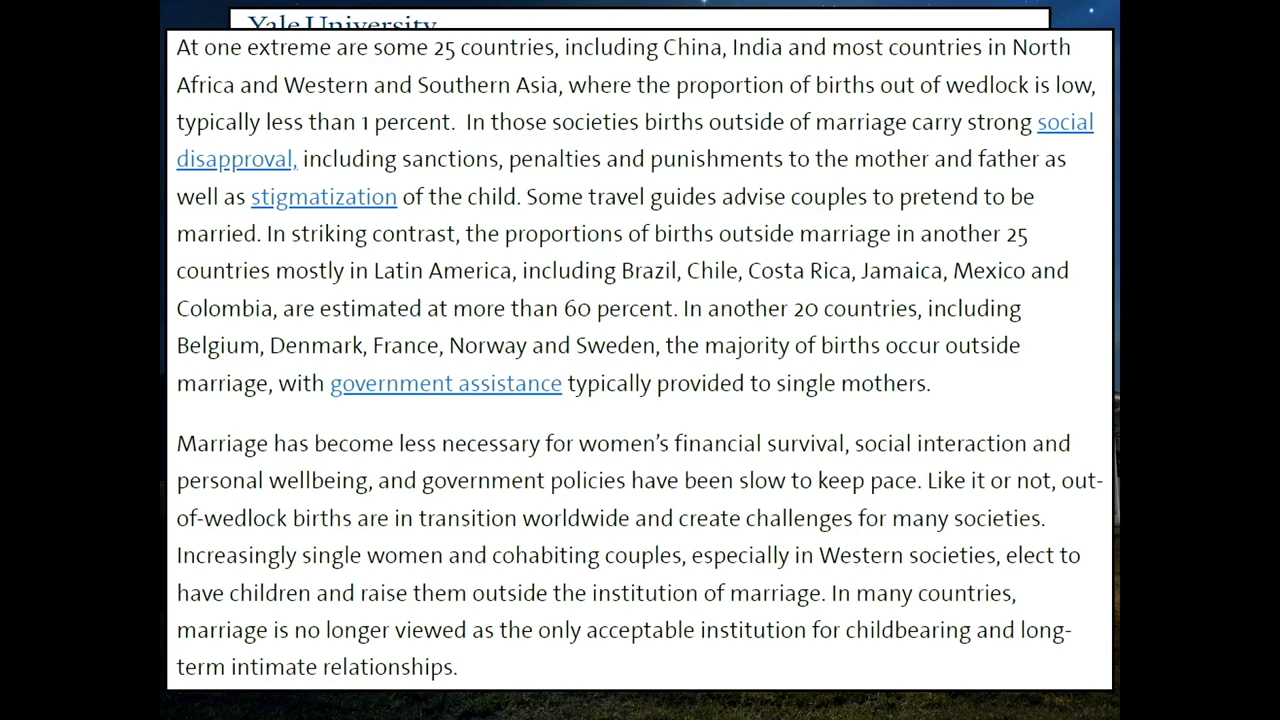 Yale University
At one extreme are some 25 countries, including China, India and most countries in North
Africa and Western and Southern Asia, where the proportion of births out of wedlock is low,
typically less than 1 percent.  In those societies births outside of marriage carry strong social
disapproval, including sanctions, penalties and punishments to the mother and father as
well as stigmatization of the child. Some travel guides advise couples to pretend to be
married. In striking contrast, the proportions of births outside marriage in another 25
countries mostly in Latin America, including Brazil, Chile, Costa Rica, Jamaica, Mexico and
Colombia, are estimated at more than 60 percent. In another 20 countries, including
Belgium, Denmark, France, Norway and Sweden, the majority of births occur outside
marriage, with government assistance typically provided to single mothers.
Marriage has become less necessary for women's financial survival, social interaction and
personal wellbeing, and government policies have been slow to keep pace. Like it or not, out-
of-wedlock births are in transition worldwide and create challenges for many societies.
Increasingly single women and cohabiting couples, especially in Western societies, elect to
have children and raise them outside the institution of marriage. In many countries,
marriage is no longer viewed as the only acceptable institution for childbearing and long-
term intimate relationships.